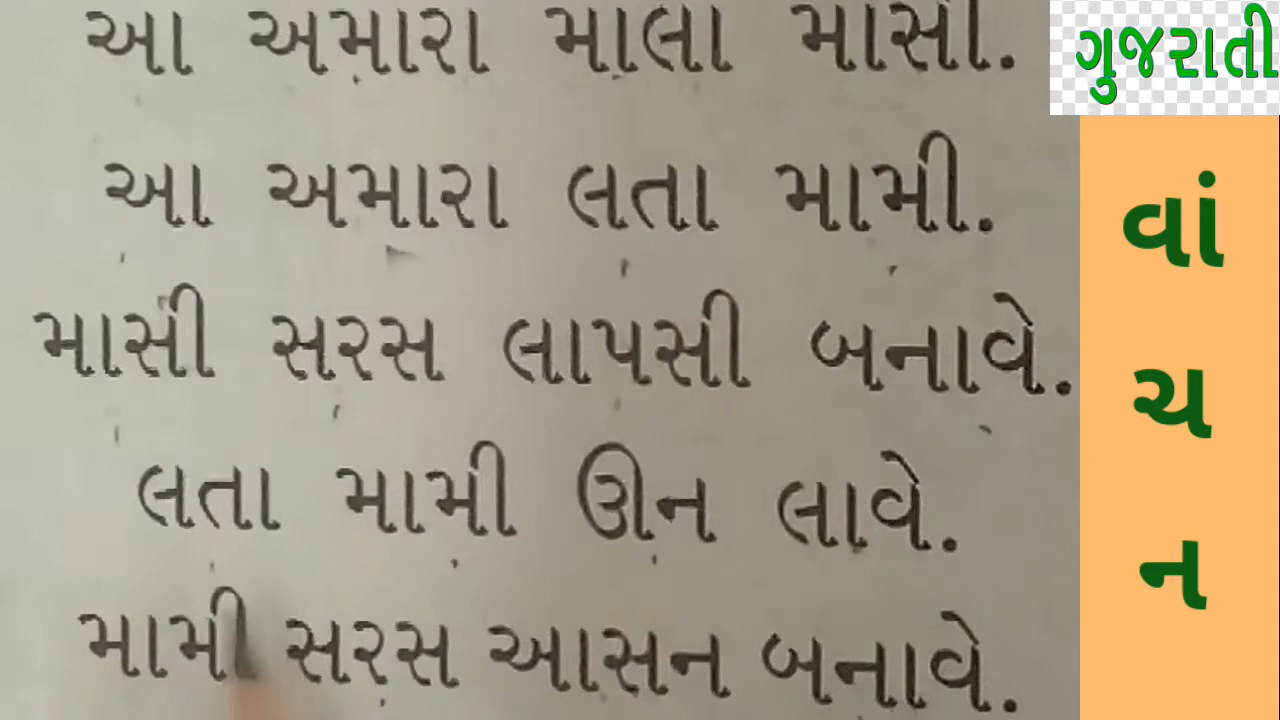 આ અમારા માલા માસી.
આ અમારા લતા મામી.
માસી સરસ લાપસી બનાવે.
લતા મામી ઊન લાવે.
મામી સરસ આસન બનાવે.
ગુજરાતી
વાં
ચ
ન